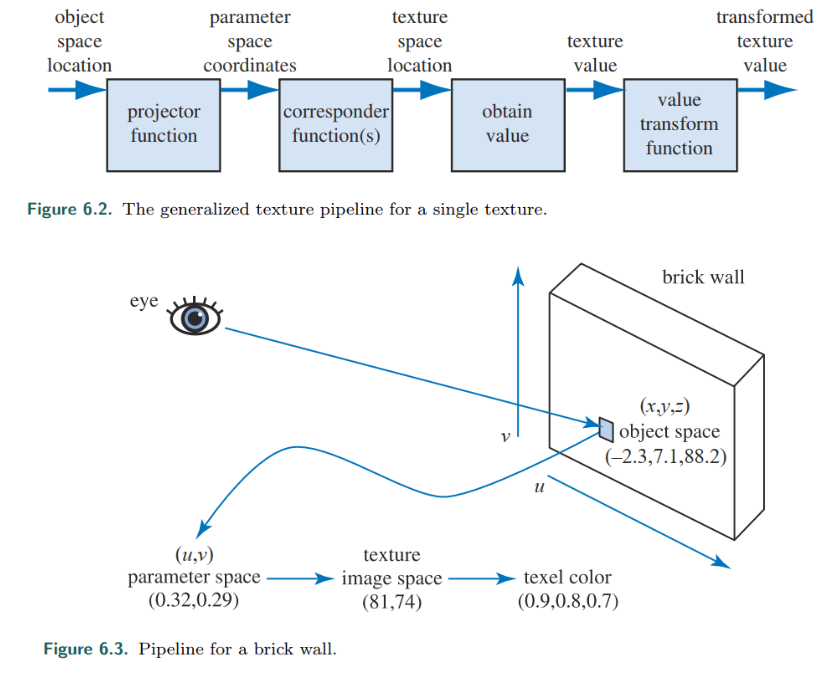 object space location
parameter space coordinates
texture space location
texture value
transformed texture value
projector function
corresponder function(s)
obtain value
value transform function
Figure 6.2. The generalized texture pipeline for a single texture.
brick wall
eye
(x,y,z)
object space
(–2.3,7.1,88.2)
v
u
(u,v)
parameter space
(0.32,0.29)
texture
image space
(81,74)
texel color
(0.9,0.8,0.7)
Figure 6.3. Pipeline for a brick wall.